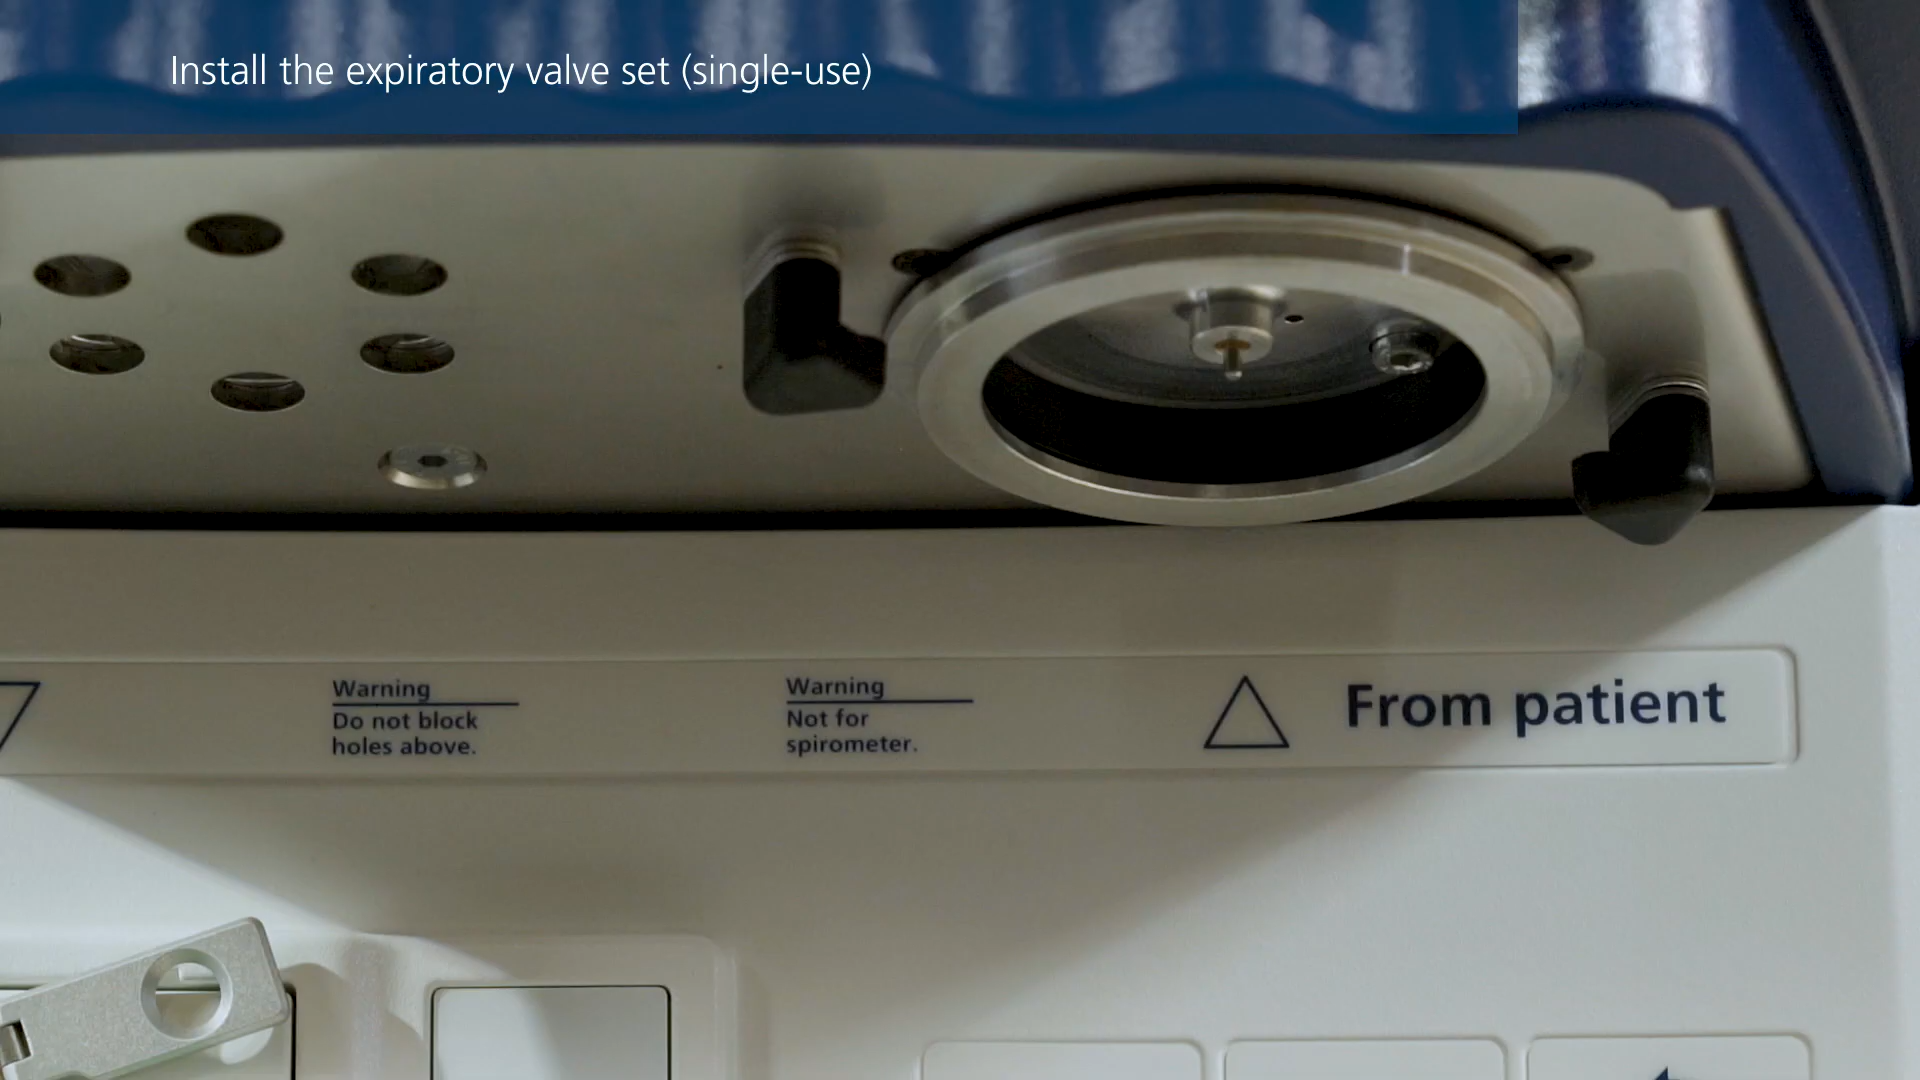 Install the expiratory valve set (single-use)
Warning
Do not block
holes above.
Warning
Not for
spirometer.
From patient